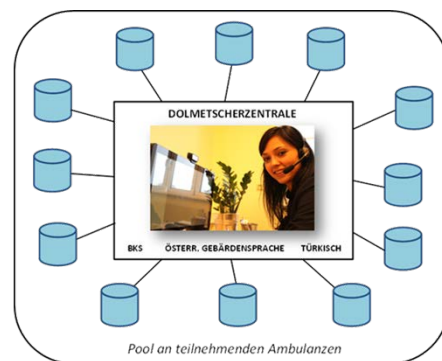 DOLMETSCHERZENTRALE
BKS ÖSTERR. GEBÄRDENSPRACHE TÜRKISCH
Pool an teilnehmenden Ambulanzen